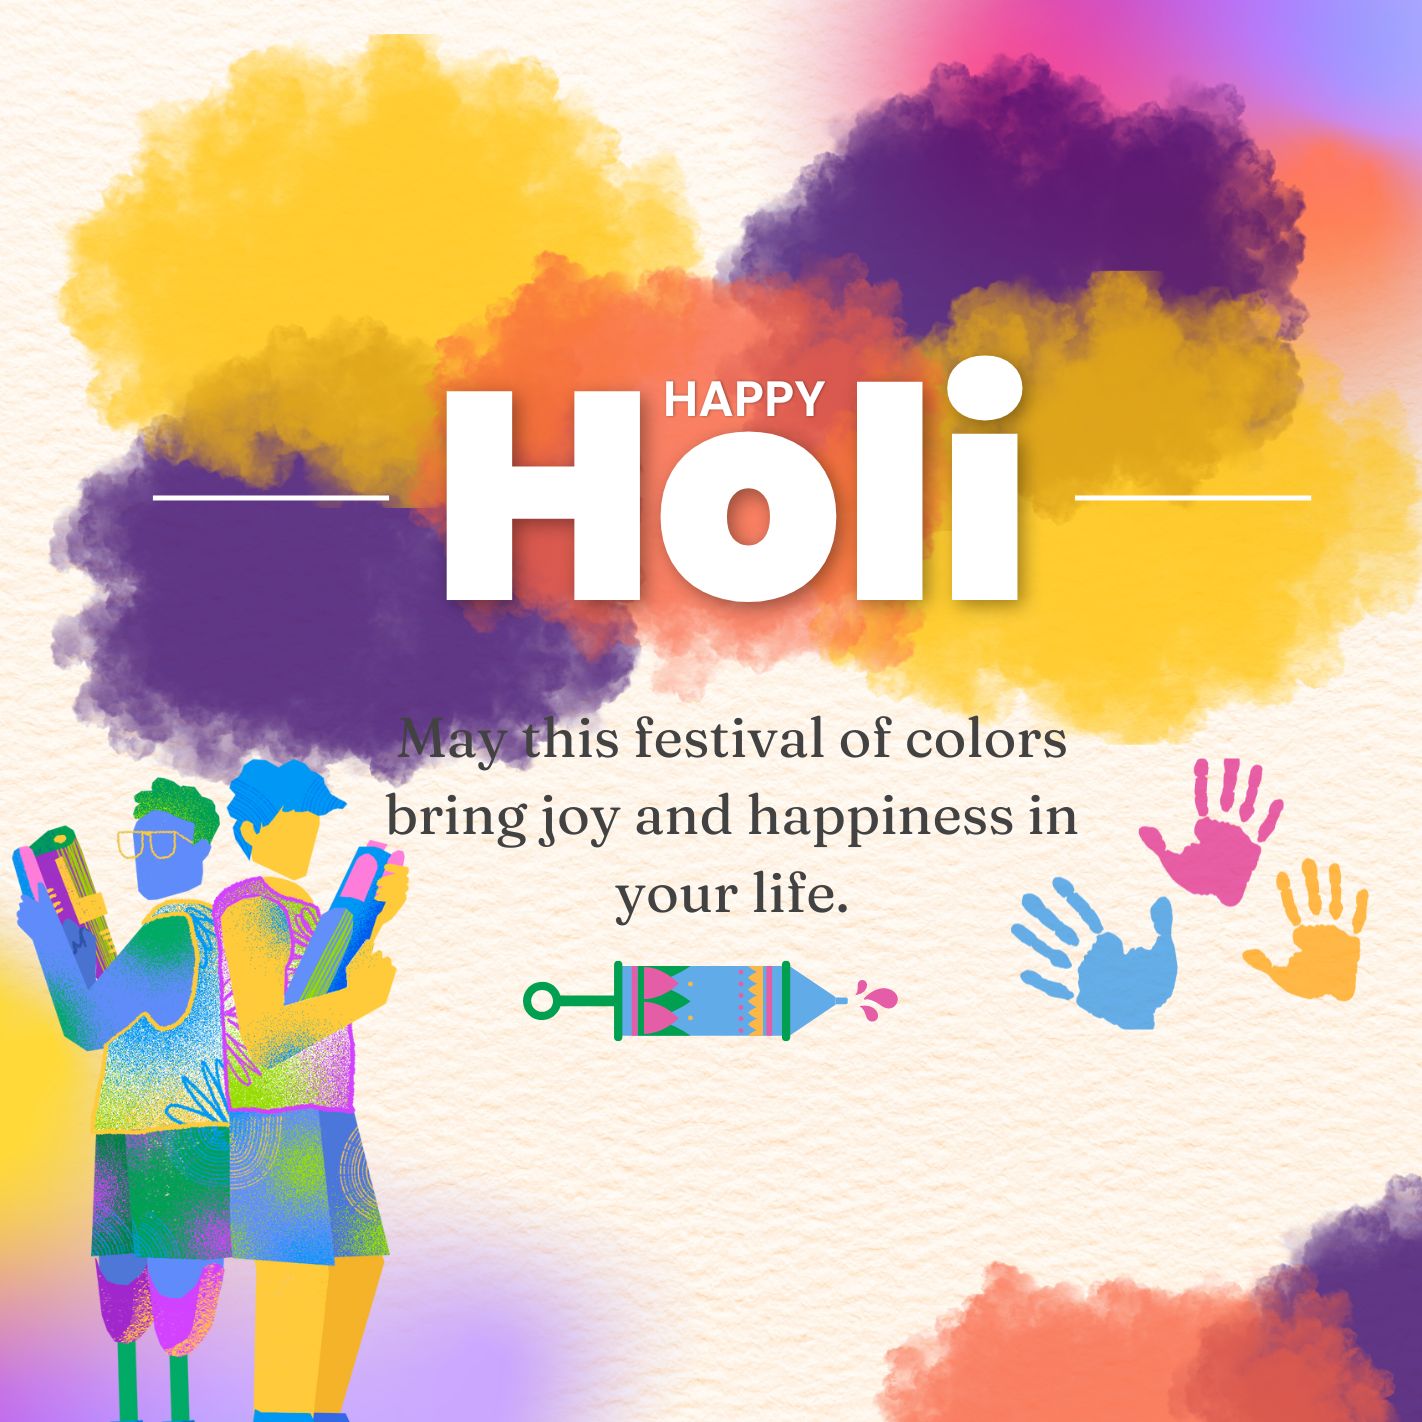 HAPPY
Holi
May this festival of colors
bring joy and happiness in
your life.